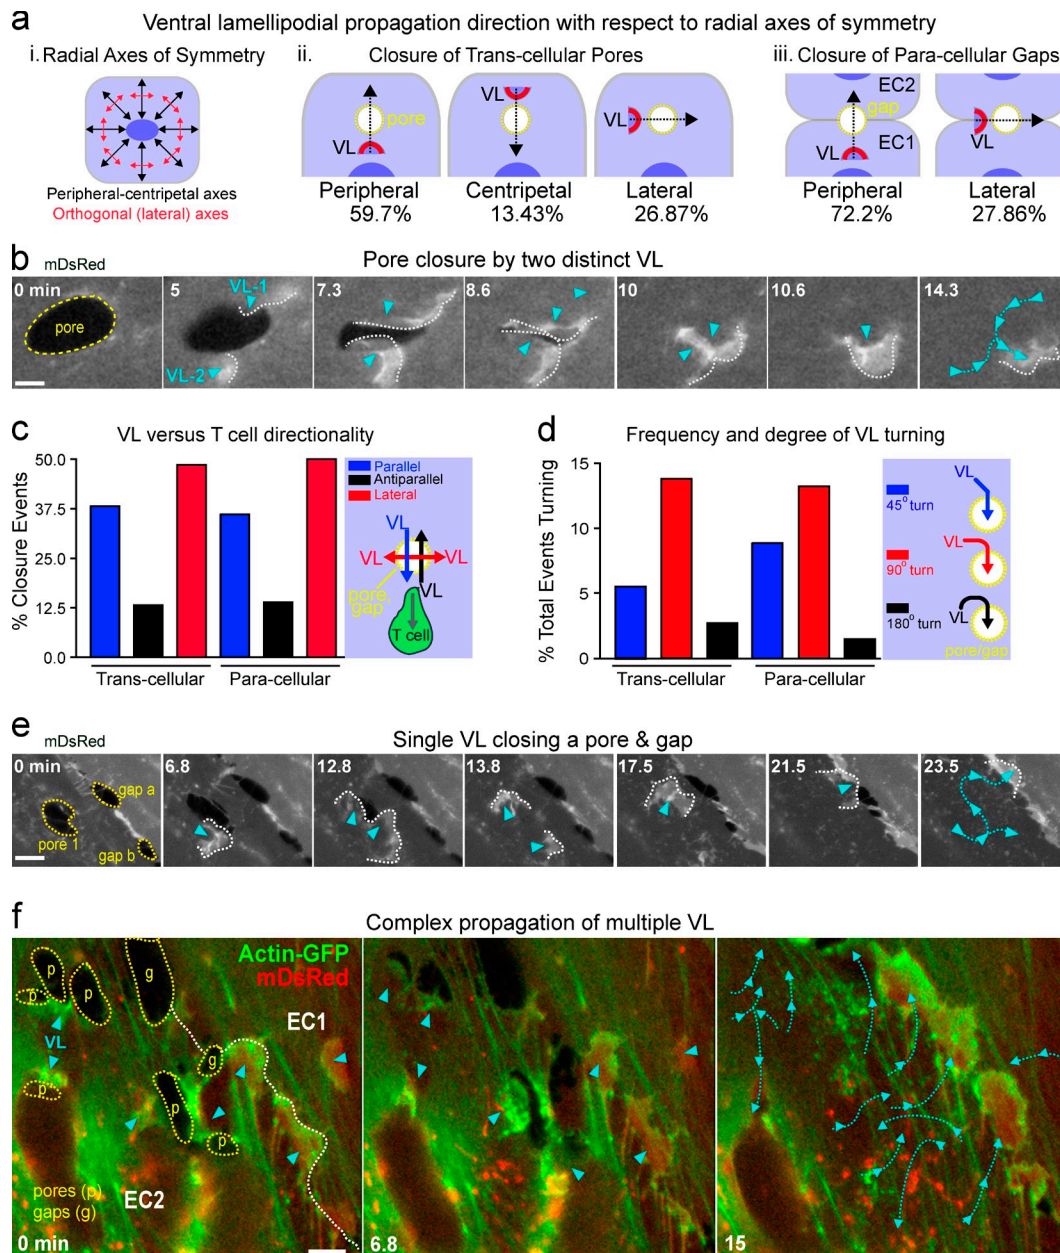 a
Ventral lamellipodial propagation direction with respect to radial axes of symmetry
i. Radial Axes of Symmetry
Peripheral-centripetal axes
Orthogonal (lateral) axes
ii. Closure of Trans-cellular Pores
pore
VL
VL
VL
Peripheral
59.7%
Centripetal
13.43%
Lateral
26.87%
iii. Closure of Para-cellular Gaps
EC2
gap
EC1
VL
VL
Peripheral
72.2%
Lateral
27.86%
b
mDsRed
Pore closure by two distinct VL
0 min
pore
5
VL-1
VL-2
7.3
8.6
10
10.6
14.3
c
VL versus T cell directionality
% Closure Events
50.0
37.5
25.0
12.5
0.0
Trans-cellular
Para-cellular
Parallel
Antiparallel
Lateral
VL
VL
VL
VL
pore,
gap
T cell
d
Frequency and degree of VL turning
% Total Events Turning
15
10
5
0
Trans-cellular
Para-cellular
VL
45° turn
VL
90° turn
VL
180° turn
pore/gap
e
mDsRed
Single VL closing a pore & gap
0 min
gap a
pore 1
gap b
6.8
12.8
13.8
17.5
21.5
23.5
f
Complex propagation of multiple VL
Actin-GFP
mDsRed
p
p
p
g
EC1
VL
g
p
p
p
EC2
pores (p)
gaps (g)
0 min
6.8
15